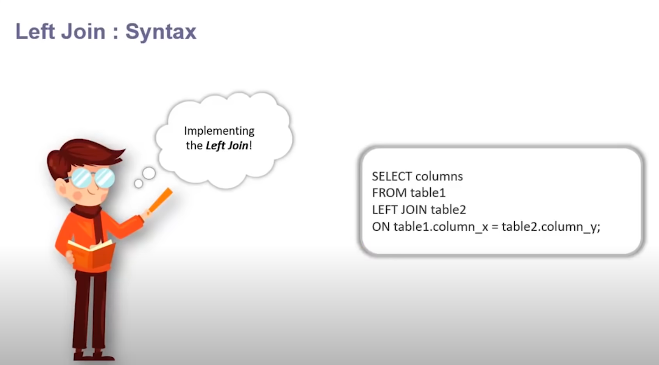 Left Join : Syntax
Implementing
the Left Join!
SELECT columns
FROM table1
LEFT JOIN table2
ON table1.column_x = table2.column_y;